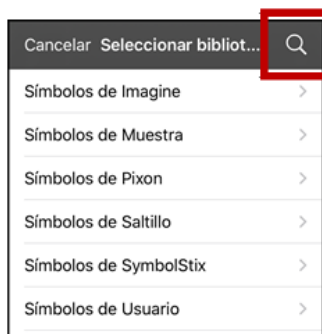 Cancelar Seleccionar bibliot...
Símbolos de Imagine
Símbolos de Muestra
Símbolos de Pixon
Símbolos de Saltillo
Símbolos de SymbolStix
Símbolos de Usuario